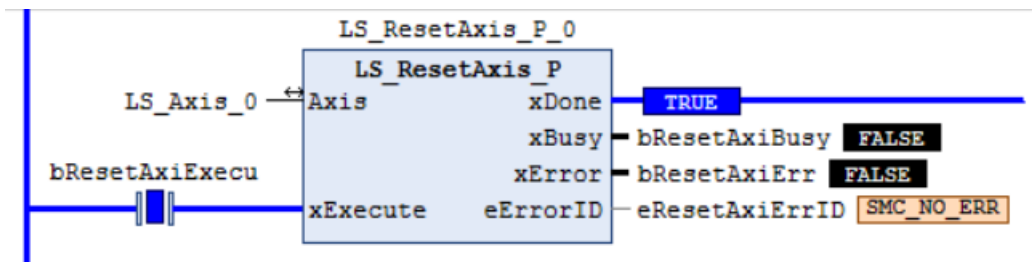 LS_ResetAxis_P_0
LS_ResetAxis_P
LS_Axis_0 Axis xDone TRUE
xBusy bResetAxiBusy FALSE
bResetAxiExecu xError bResetAxiErr FALSE
xExecute eErrorID eResetAxiErrID SMC_NO_ERR